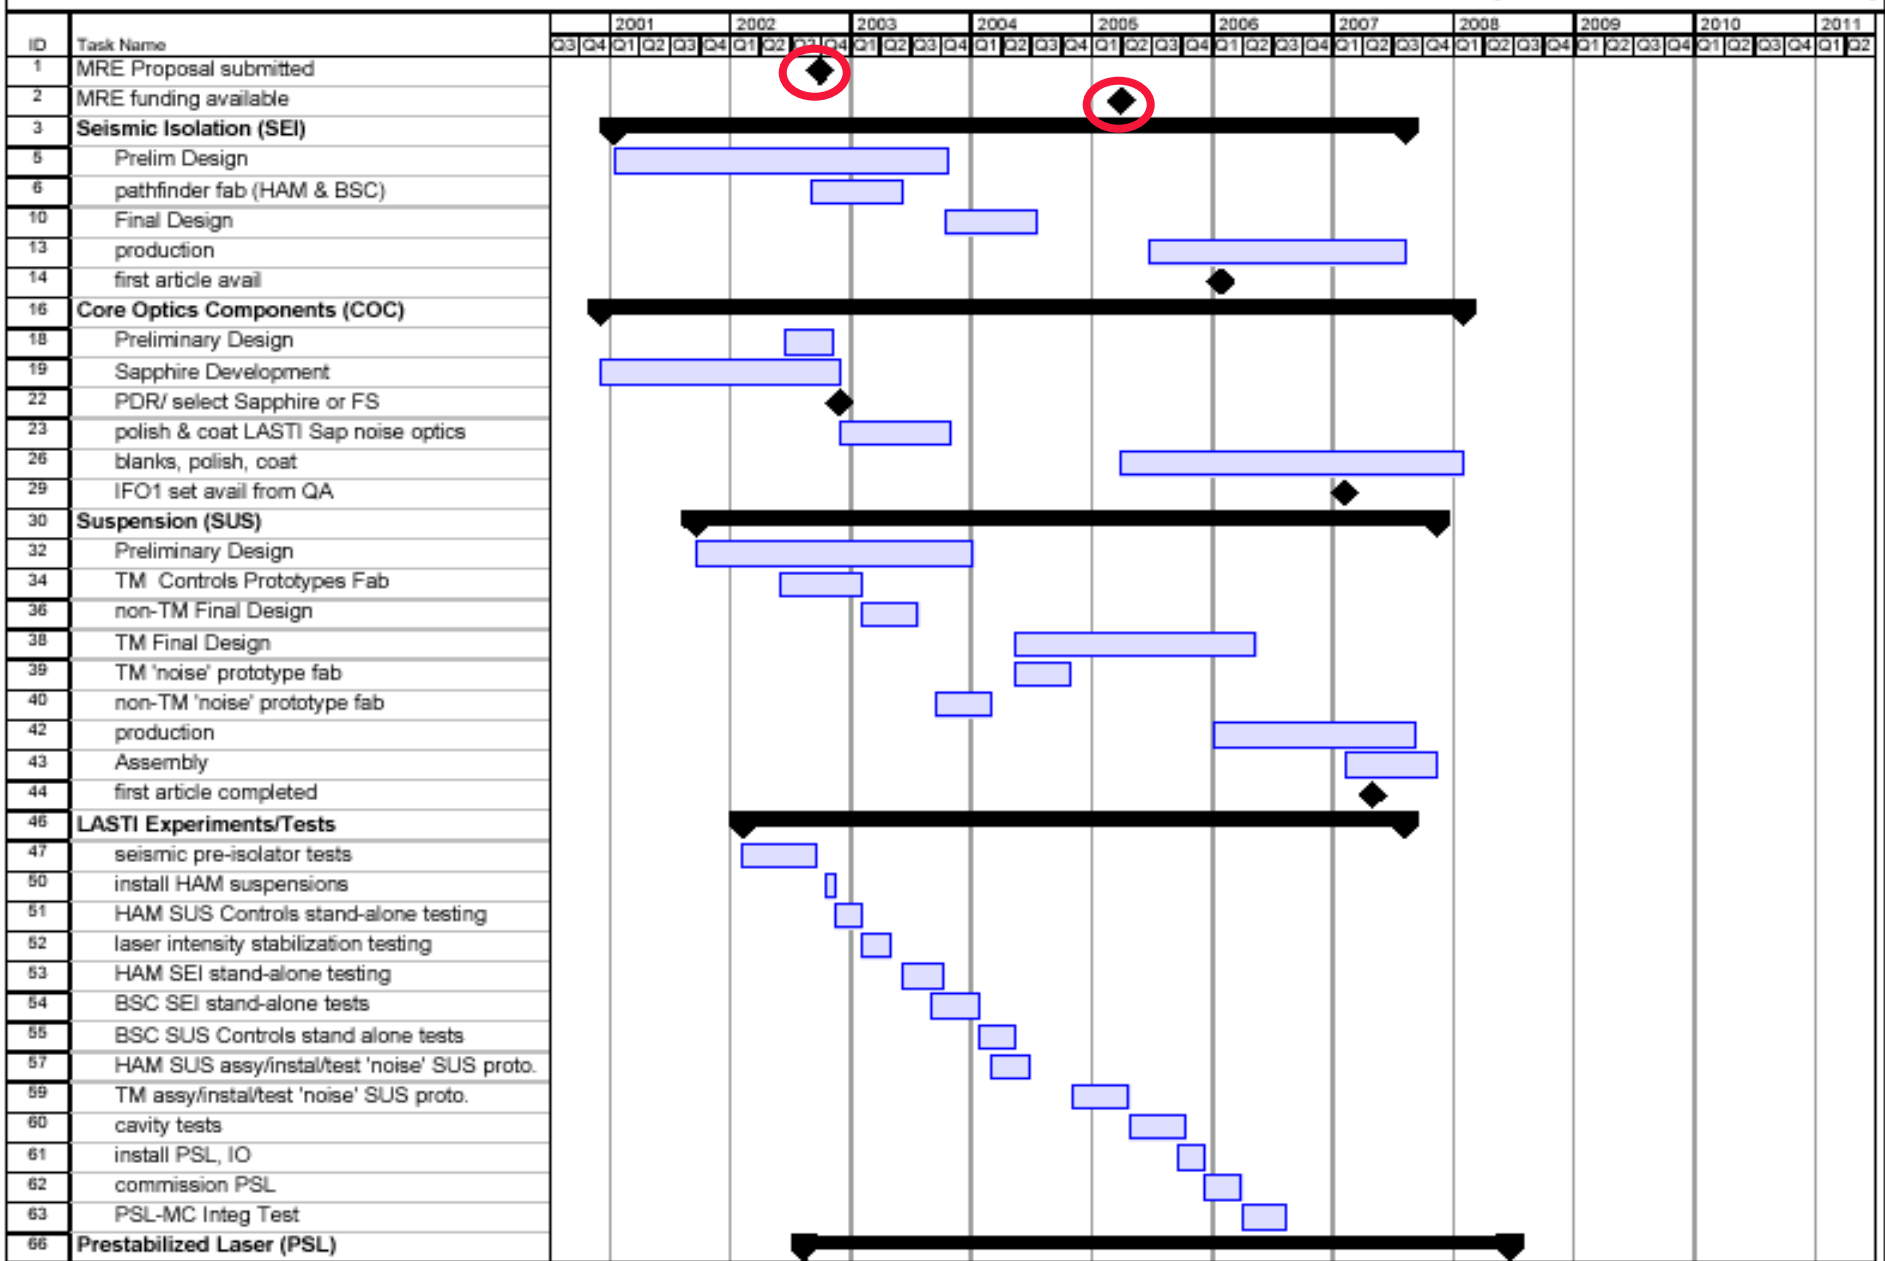 2001 2002 2003 2004 2005 2006 2007 2008 2009 2010 2011
ID Task Name Q3 Q4 Q1 Q2 Q3 Q4 Q1 Q2 Q3 Q4 Q1 Q2 Q3 Q4 Q1 Q2 Q3 Q4 Q1 Q2 Q3 Q4 Q1 Q2 Q3 Q4 Q1 Q2 Q3 Q4 Q1 Q2 Q3 Q4 Q1 Q2 Q3 Q4 Q1 Q2 Q3 Q4 Q1 Q2
1 MRE Proposal submitted
2 MRE funding available
3 Seismic Isolation (SEI)
5 Prelim Design
6 pathfinder fab (HAM & BSC)
10 Final Design
13 production
14 first article avail
16 Core Optics Components (COC)
18 Preliminary Design
19 Sapphire Development
22 PDR/ select Sapphire or FS
23 polish & coat LASTI Sap noise optics
26 blanks, polish, coat
29 IFO1 set avail from QA
30 Suspension (SUS)
32 Preliminary Design
34 TM Controls Prototypes Fab
36 non-TM Final Design
38 TM Final Design
39 TM 'noise' prototype fab
40 non-TM 'noise' prototype fab
42 production
43 Assembly
44 first article completed
46 LASTI Experiments/Tests
47 seismic pre-isolator tests
50 install HAM suspensions
51 HAM SUS Controls stand-alone testing
52 laser intensity stabilization testing
53 HAM SEI stand-alone testing
54 BSC SEI stand-alone tests
55 BSC SUS Controls stand alone tests
57 HAM SUS assy/instal/test 'noise' SUS proto.
59 TM assy/instal/test 'noise' SUS proto.
60 cavity tests
61 install PSL, IO
62 commission PSL
63 PSL-MC Integ Test
66 Prestabilized Laser (PSL)